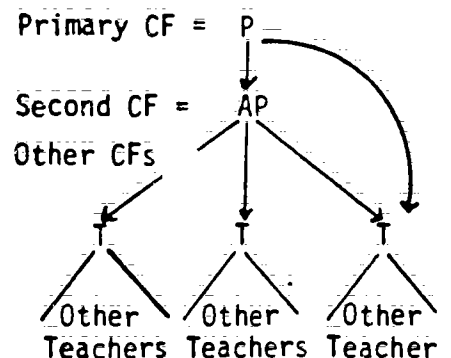 Primary CF = P
Second CF = AP
Other CFs
T T T
Other Other Other
Teachers Teachers Teacher